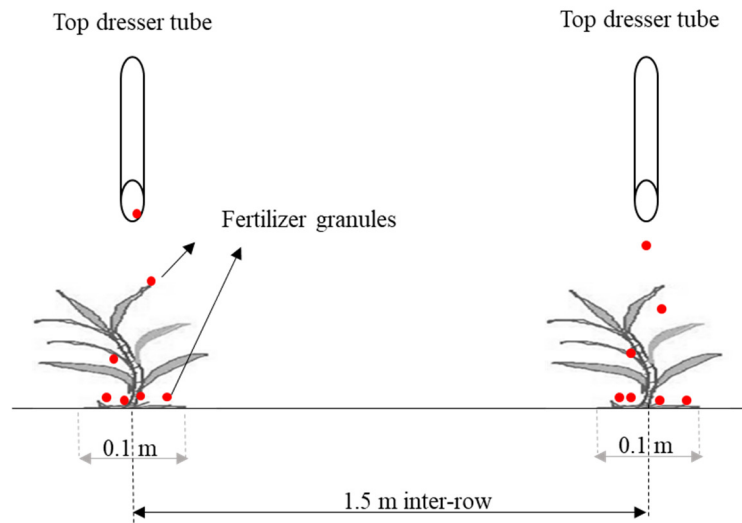 Top dresser tube
Top dresser tube
Fertilizer granules
0.1 m
0.1 m
1.5 m inter-row